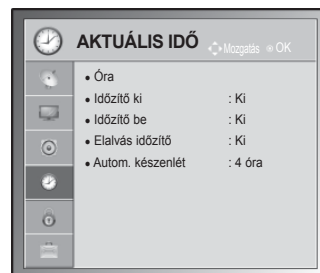 AKTUÁLIS IDŐ Mozgatás OK
• Óra
• Időzítő ki : Ki
• Időzítő be : Ki
• Elalvás időzítő : Ki
• Autom. készenlét : 4 óra